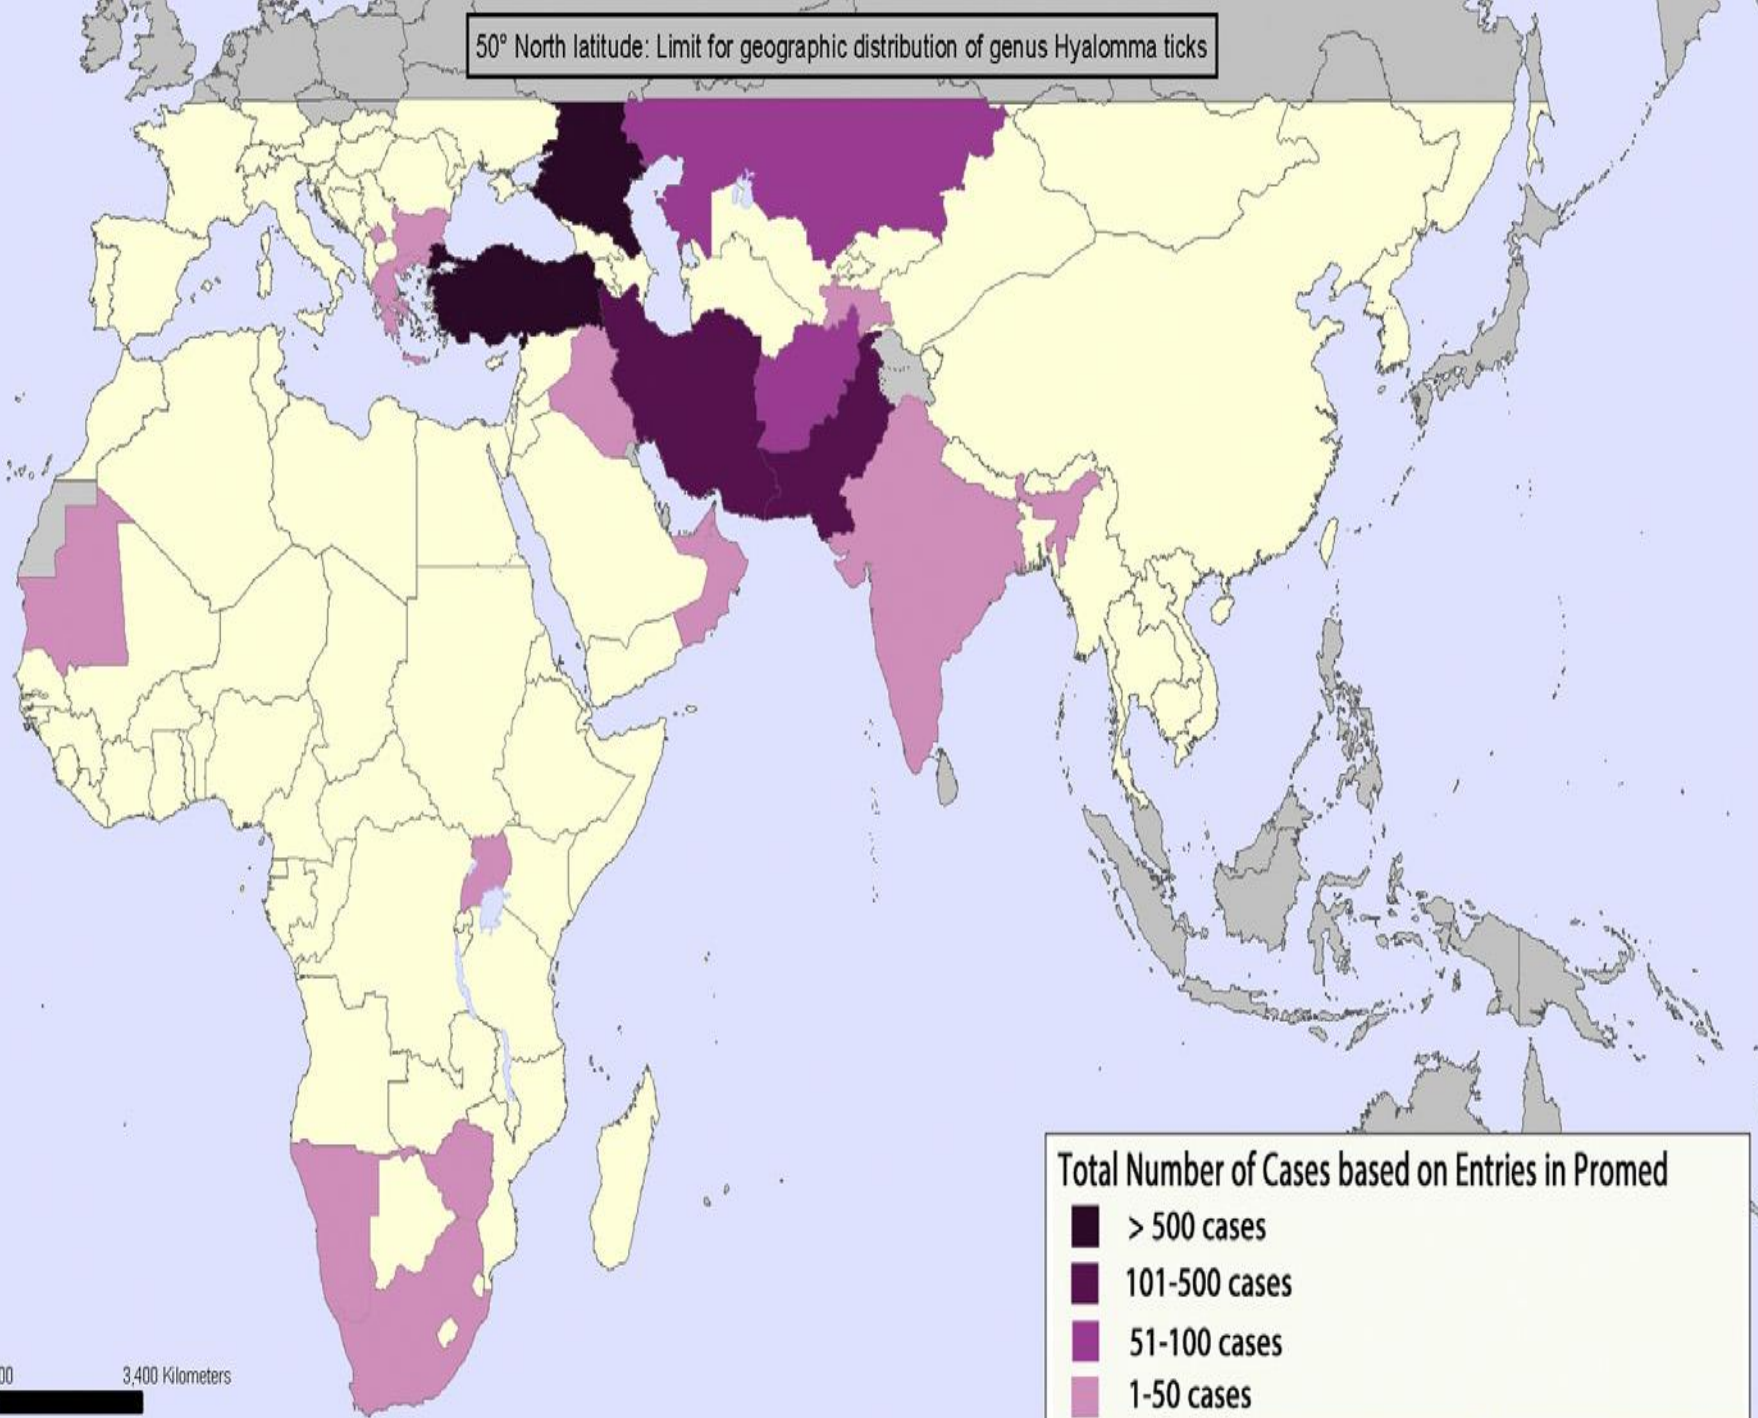 50° North latitude: Limit for geographic distribution of genus Hyalomma ticks
Total Number of Cases based on Entries in Promed
> 500 cases
101-500 cases
51-100 cases
1-50 cases
00 3,400 Kilometers